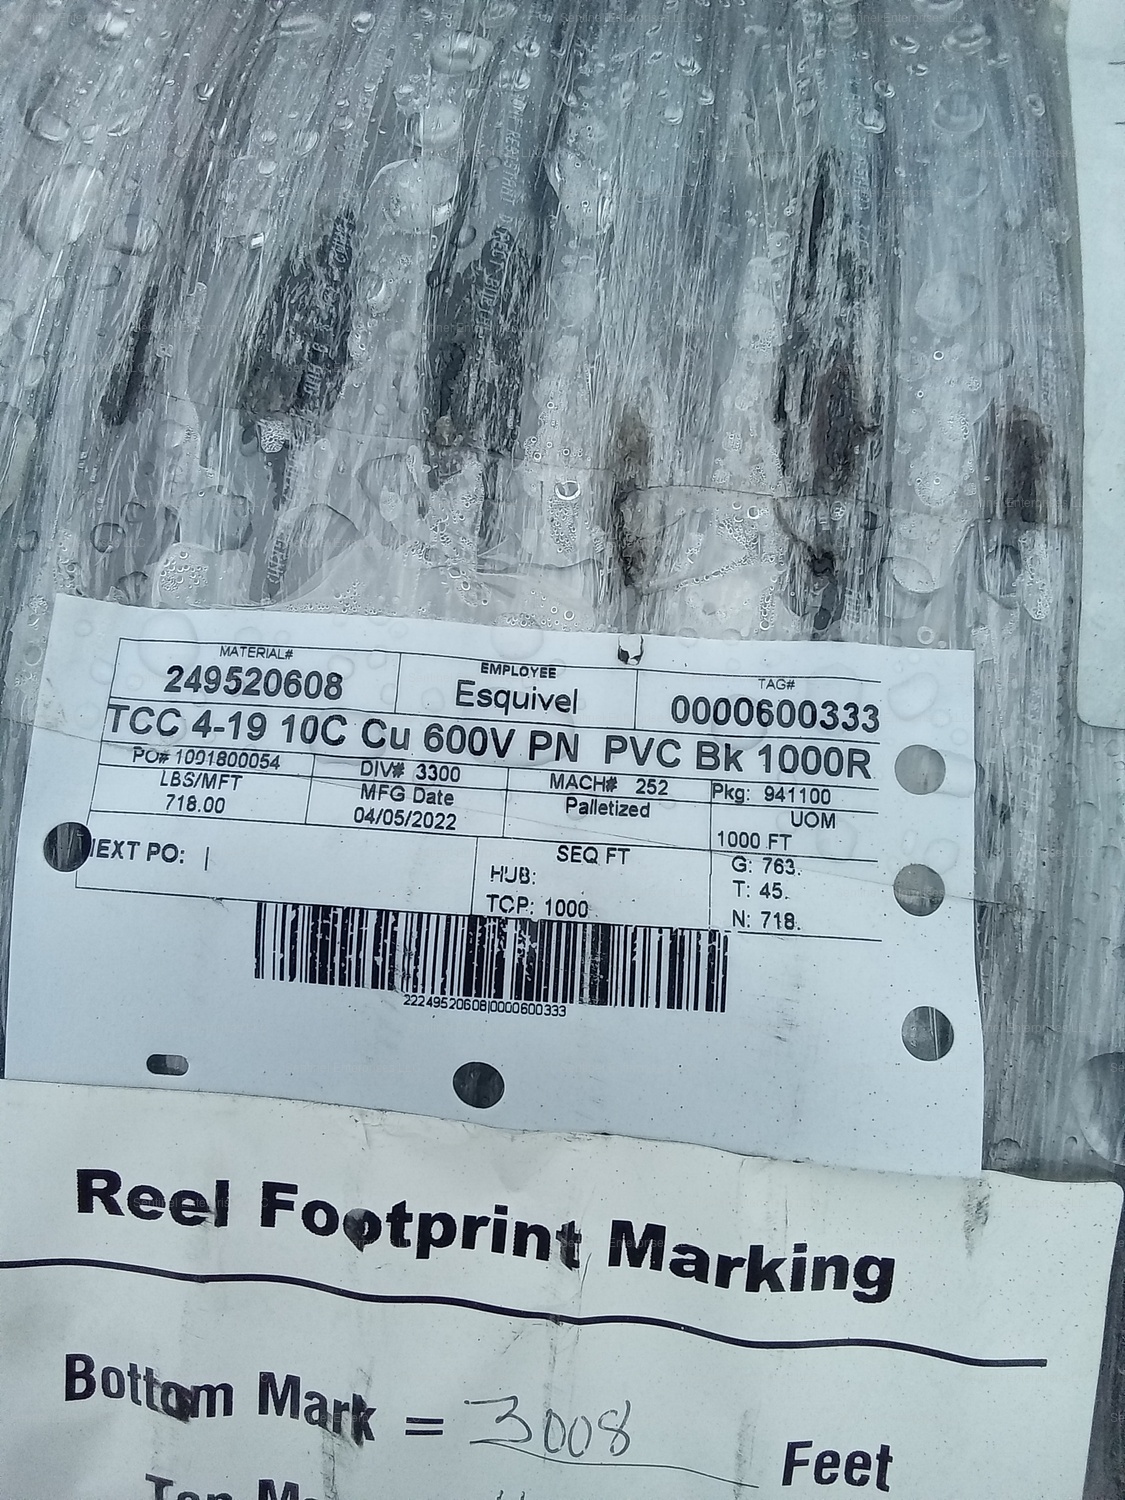 MATERIAL#
249520608
EMPLOYEE
Esquivel
TAG#
0000600333
TCC 4-19 10C Cu 600V PN PVC Bk 1000R
PO# 1001800054
DIV# 3300
MACH# 252
Pkg: 941100
LBS/MFT
718.00
MFG Date
04/05/2022
Palletized
UOM
1000 FT
EXT PO: |
SEQ FT
HUB:
TCP: 1000
G: 763.
T: 45.
N: 718.
22249520608|0000600333
Reel Footprint Marking
Bottom Mark = 3008 Feet